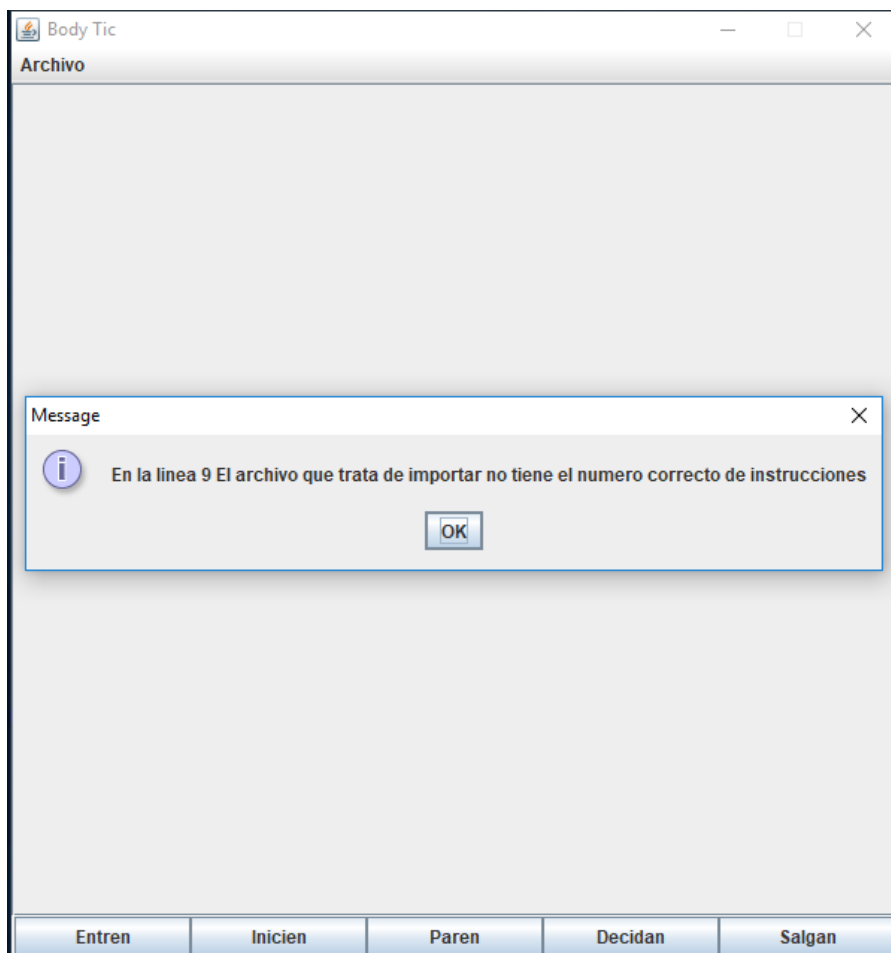 Body Tic
Archivo
Message
En la linea 9 El archivo que trata de importar no tiene el numero correcto de instrucciones
OK
Entren Inicien Paren Decidan Salgan